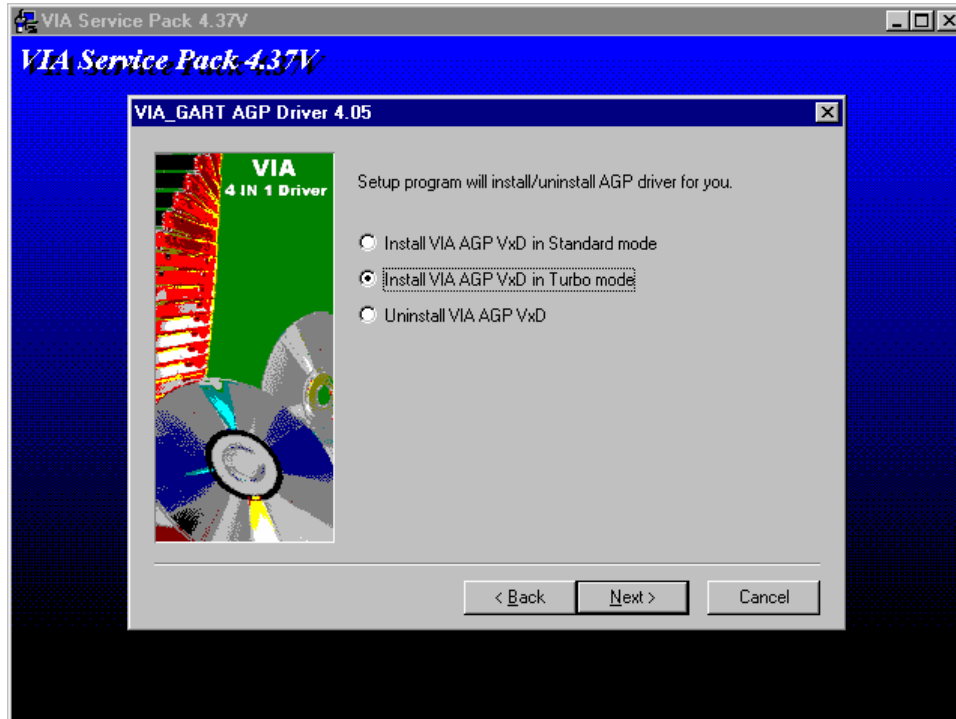 VIA Service Pack 4.37V
VIA Service Pack 4.37V
VIA_GART AGP Driver 4.05
VIA
4 IN 1 Driver
Setup program will install/uninstall AGP driver for you.
Install VIA AGP VxD in Standard mode
Install VIA AGP VxD in Turbo mode
Uninstall VIA AGP VxD
< Back
Next >
Cancel